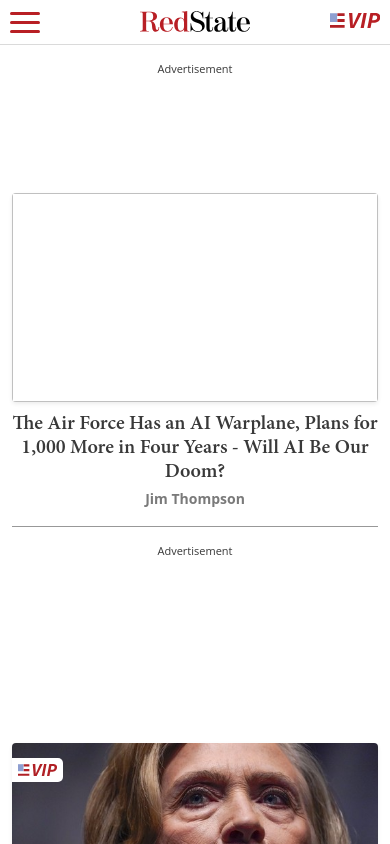 RedState
VIP
Advertisement
The Air Force Has an AI Warplane, Plans for
1,000 More in Four Years - Will AI Be Our
Doom?
Jim Thompson
Advertisement
VIP